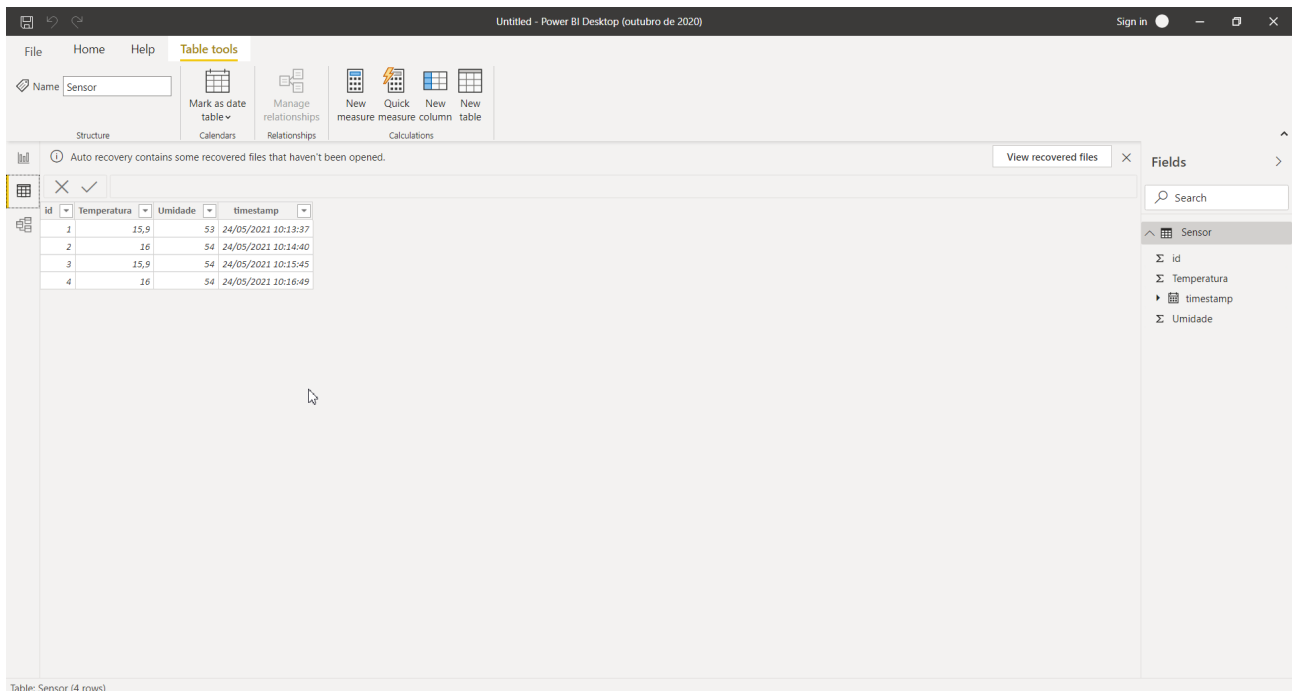 Untitled - Power BI Desktop (outubro de 2020)
Sign in
File Home Help Table tools
Name Sensor
Mark as date table
Manage relationships
New measure
Quick measure
New column
New table
Structure Calendars Relationships Calculations
Auto recovery contains some recovered files that haven't been opened.
View recovered files
id Temperatura Umidade timestamp
1 15,9 53 24/05/2021 10:13:37
2 16 54 24/05/2021 10:14:40
3 15,9 54 24/05/2021 10:15:45
4 16 54 24/05/2021 10:16:49
Fields
Search
Sensor
Σ id
Σ Temperatura
timestamp
Σ Umidade
Table: Sensor (4 rows)